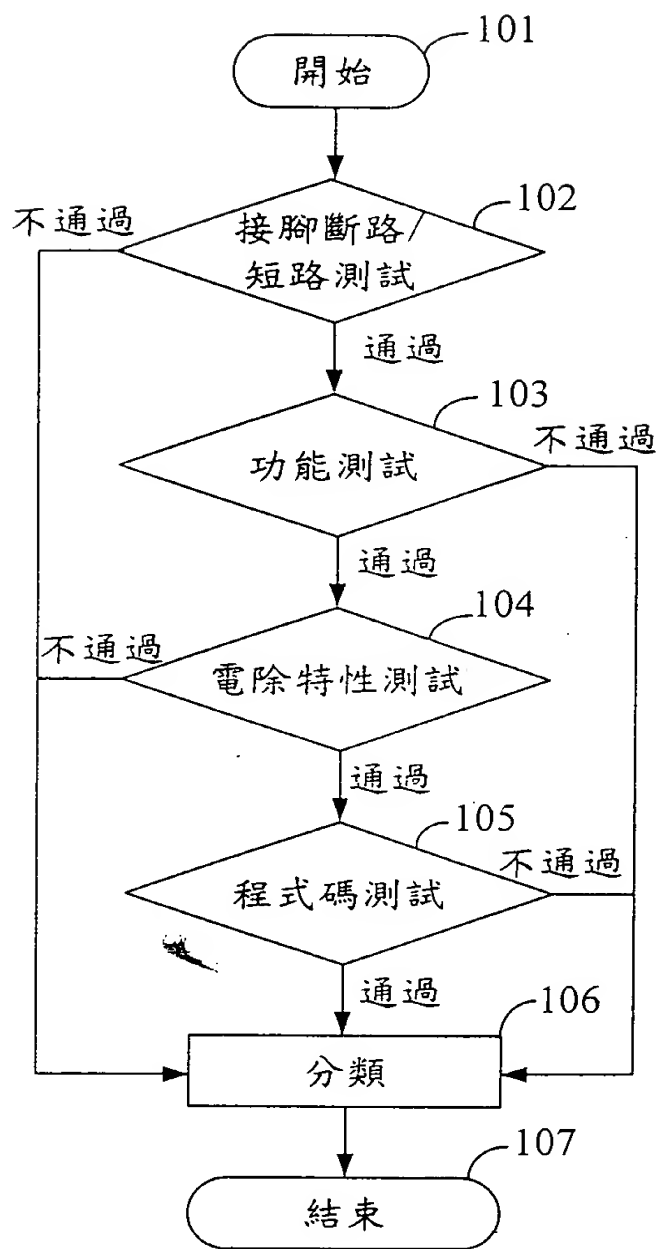 101
開始
102
不通過
接腳斷路/
短路測試
通過
103
不通過
功能測試
通過
104
不通過
電除特性測試
通過
105
不通過
程式碼測試
通過
106
分類
107
結束